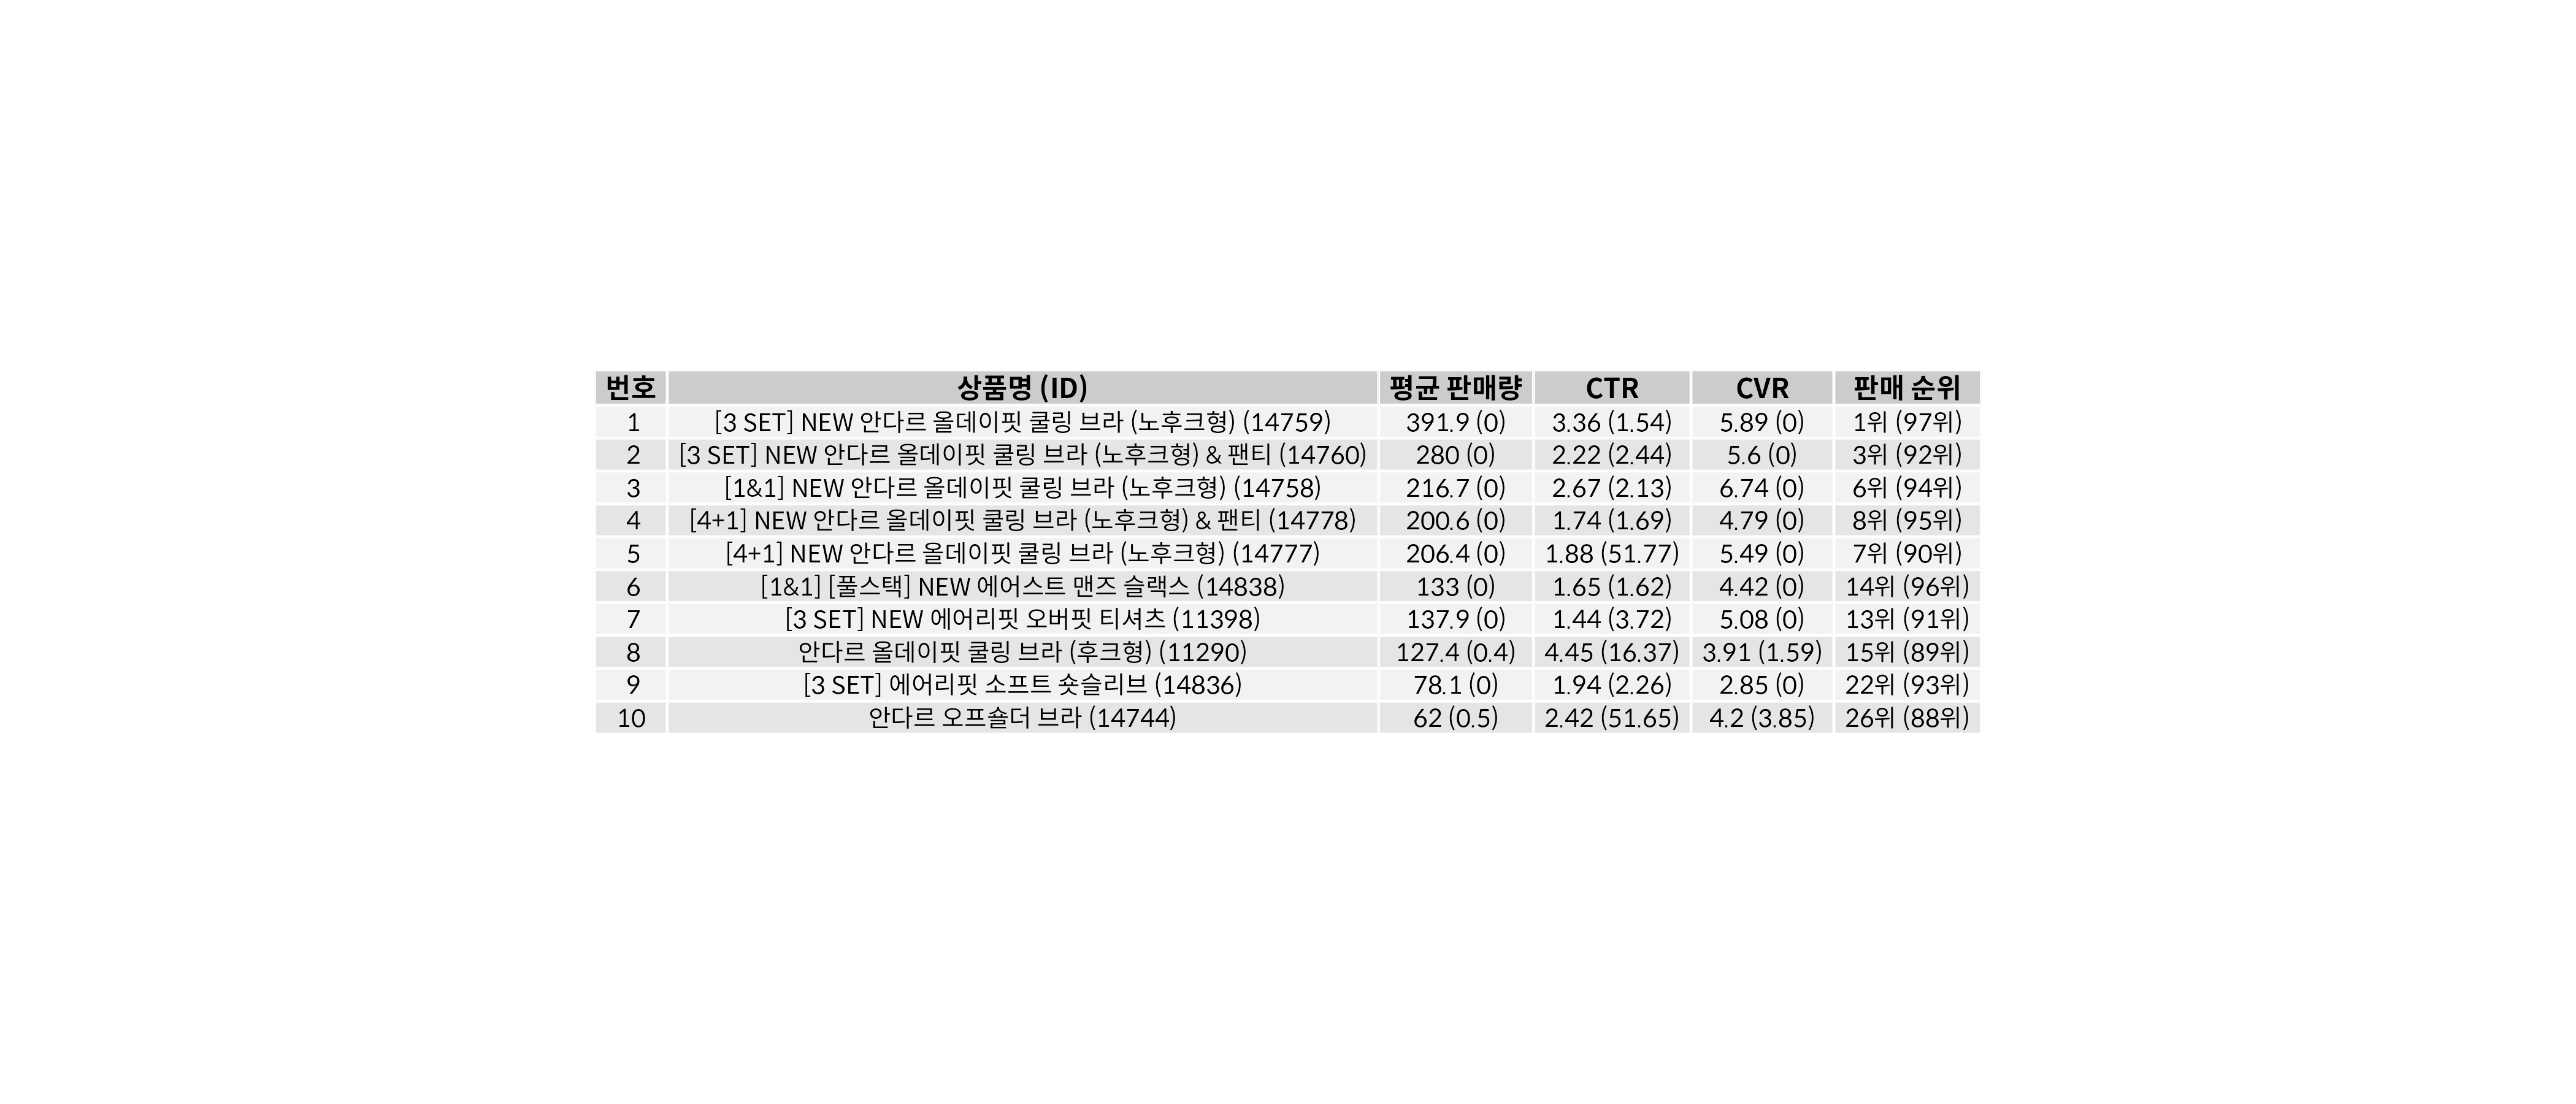 번호 상품명 (ID) 평균 판매량 CTR CVR 판매 순위
1 [3 SET] NEW 안다르 올데이핏 쿨링 브라 (노후크형) (14759) 391.9 (0) 3.36 (1.54) 5.89 (0) 1위 (97위)
2 [3 SET] NEW 안다르 올데이핏 쿨링 브라 (노후크형) & 팬티 (14760) 280 (0) 2.22 (2.44) 5.6 (0) 3위 (92위)
3 [1&1] NEW 안다르 올데이핏 쿨링 브라 (노후크형) (14758) 216.7 (0) 2.67 (2.13) 6.74 (0) 6위 (94위)
4 [4+1] NEW 안다르 올데이핏 쿨링 브라 (노후크형) & 팬티 (14778) 200.6 (0) 1.74 (1.69) 4.79 (0) 8위 (95위)
5 [4+1] NEW 안다르 올데이핏 쿨링 브라 (노후크형) (14777) 206.4 (0) 1.88 (51.77) 5.49 (0) 7위 (90위)
6 [1&1] [풀스택] NEW 에어스트 맨즈 슬랙스 (14838) 133 (0) 1.65 (1.62) 4.42 (0) 14위 (96위)
7 [3 SET] NEW 에어리핏 오버핏 티셔츠 (11398) 137.9 (0) 1.44 (3.72) 5.08 (0) 13위 (91위)
8 안다르 올데이핏 쿨링 브라 (후크형) (11290) 127.4 (0.4) 4.45 (16.37) 3.91 (1.59) 15위 (89위)
9 [3 SET] 에어리핏 소프트 숏슬리브 (14836) 78.1 (0) 1.94 (2.26) 2.85 (0) 22위 (93위)
10 안다르 오프숄더 브라 (14744) 62 (0.5) 2.42 (51.65) 4.2 (3.85) 26위 (88위)